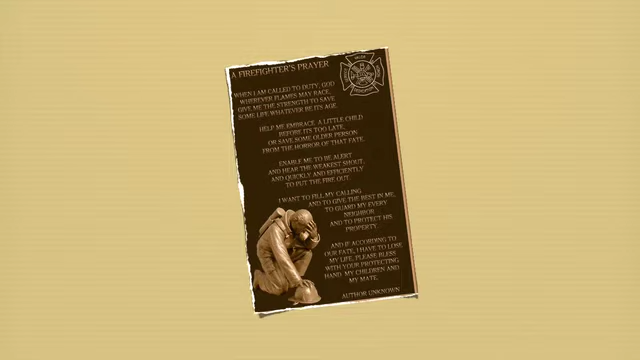 A FIREFIGHTER'S PRAYER
WHEN I AM CALLED TO DUTY, GOD
WHEREVER FLAMES MAY RAGE,
GIVE ME THE STRENGTH TO SAVE
SOME LIFE WHATEVER BE ITS AGE.
HELP ME EMBRACE A LITTLE CHILD
BEFORE IT'S TOO LATE,
OR SAVE SOME OLDER PERSON
FROM THE HORROR OF THAT FATE.
ENABLE ME TO BE ALERT
AND HEAR THE WEAKEST SHOUT,
AND QUICKLY AND EFFICIENTLY
TO PUT THE FIRE OUT.
I WANT TO FILL MY CALLING
AND TO GIVE THE BEST IN ME,
TO GUARD MY EVERY
NEIGHBOR
AND TO PROTECT HIS
PROPERTY.
AND IF ACCORDING TO
OUR FATE, I HAVE TO LOSE
MY LIFE, PLEASE BLESS
WITH YOUR PROTECTING
HAND, MY CHILDREN AND
MY MATE.
AUTHOR UNKNOWN